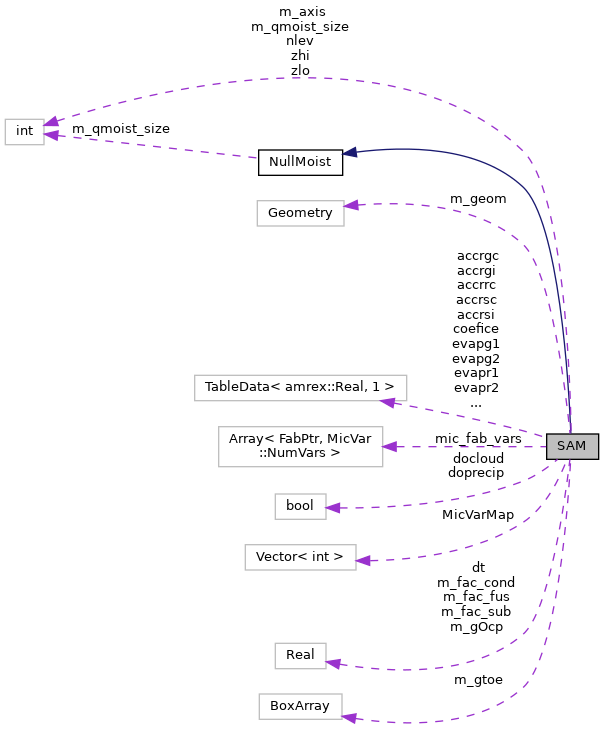 m_axis
m_qmoist_size
nlev
zhi
zlo
int
m_qmoist_size
NullMoist
m_geom
Geometry
accrgc
accrgi
accrrc
accrsc
accrsi
coefice
evapg1
evapg2
evapr1
evapr2
...
TableData< amrex::Real, 1 >
Array< FabPtr, MicVar
::NumVars >
mic_fab_vars
SAM
docloud
doprecip
bool
MicVarMap
Vector< int >
dt
m_fac_cond
m_fac_fus
m_fac_sub
m_gOcp
Real
m_gtoe
BoxArray